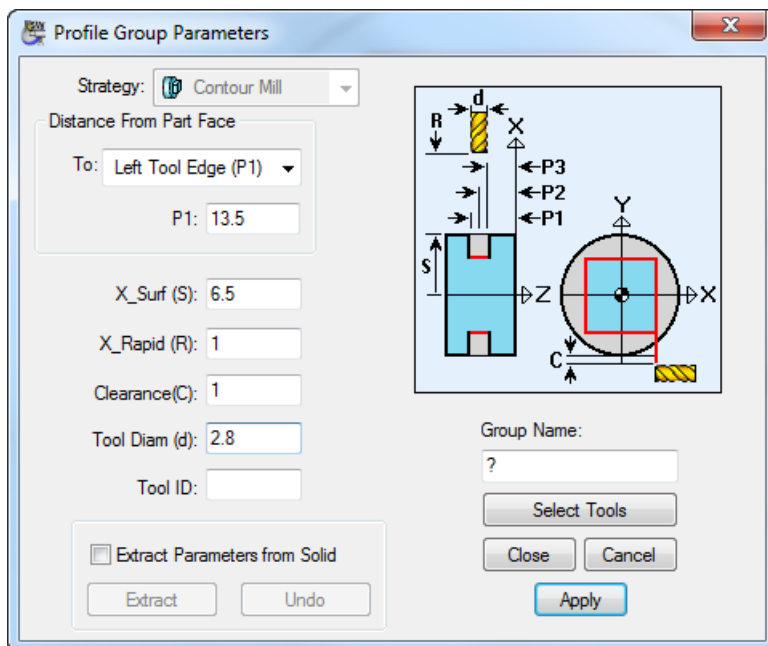 Profile Group Parameters
Strategy: Contour Mill
Distance From Part Face
To: Left Tool Edge (P1)
P1: 13.5
X_Surf (S): 6.5
X_Rapid (R): 1
Clearance(C): 1
Tool Diam (d): 2.8
Tool ID:
Extract Parameters from Solid
Extract Undo
d
R X
P3
P2
P1
Y
S
Z X
C
Group Name:
?
Select Tools
Close Cancel
Apply